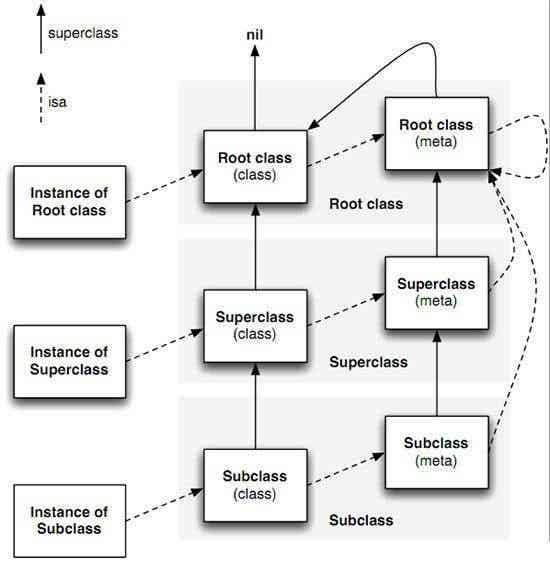 superclass
isa
nil
Root class
(meta)
Root class
(class)
Instance of
Root class
Root class
Superclass
(meta)
Superclass
(class)
Instance of
Superclass
Superclass
Subclass
(meta)
Subclass
(class)
Instance of
Subclass
Subclass